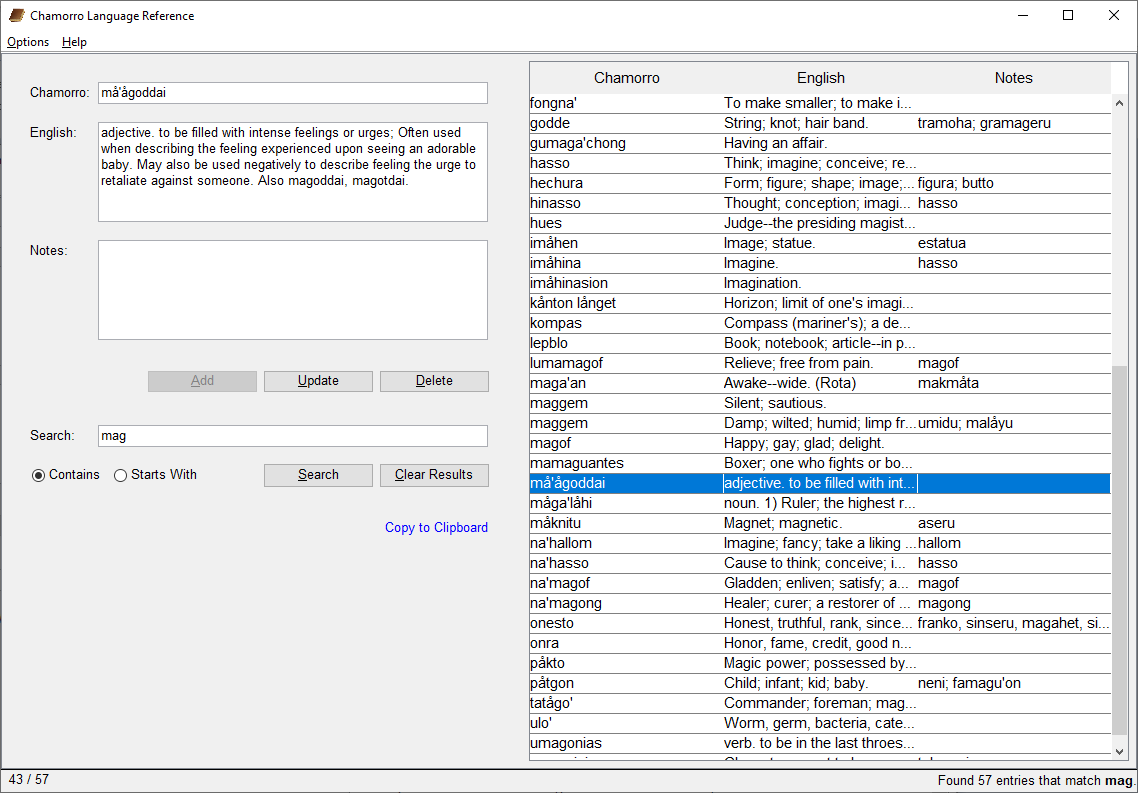 Chamorro Language Reference
Options Help
Chamorro: må'ågoddai
English: adjective. to be filled with intense feelings or urges; Often used
when describing the feeling experienced upon seeing an adorable
baby. May also be used negatively to describe feeling the urge to
retaliate against someone. Also magoddai, magotdai.
Notes:
Add Update Delete
Search: mag
Contains Starts With Search Clear Results
Copy to Clipboard
Chamorro English Notes
fongna' To make smaller; to make i...
godde String; knot; hair band. tramoha; gramageru
gumaga'chong Having an affair.
hasso Think; imagine; conceive; re...
hechura Form; figure; shape; image;... figura; butto
hinasso Thought; conception; imagi... hasso
hues Judge--the presiding magist...
imåhen Image; statue. estatua
imåhina Imagine. hasso
imåhinasion Imagination.
kånton långet Horizon; limit of one's imagi...
kompas Compass (mariner's); a de...
lepblo Book; notebook; article--in p...
lumamagof Relieve; free from pain. magof
maga'an Awake--wide. (Rota) makmåta
maggem Silent; sautious.
maggem Damp; wilted; humid; limp fr... umidu; malåyu
magof Happy; gay; glad; delight.
mamaguantes Boxer; one who fights or bo...
må'ågoddai adjective. to be filled with int...
måga'låhi noun. 1) Ruler; the highest r...
måknitu Magnet; magnetic. aseru
na'hallom Imagine; fancy; take a liking ... hallom
na'hasso Cause to think; conceive; i... hasso
na'magof Gladden; enliven; satisfy; a... magof
na'magong Healer; curer; a restorer of ... magong
onesto Honest, truthful, rank, since... franko, sinseru, magahet, si...
onra Honor, fame, credit, good n...
påkto Magic power; possessed by...
påtgon Child; infant; kid; baby. neni; famagu'on
tatågo' Commander; foreman; mag...
ulo' Worm, germ, bacteria, cate...
umagonias verb. to be in the last throes...
43 / 57 Found 57 entries that match mag.